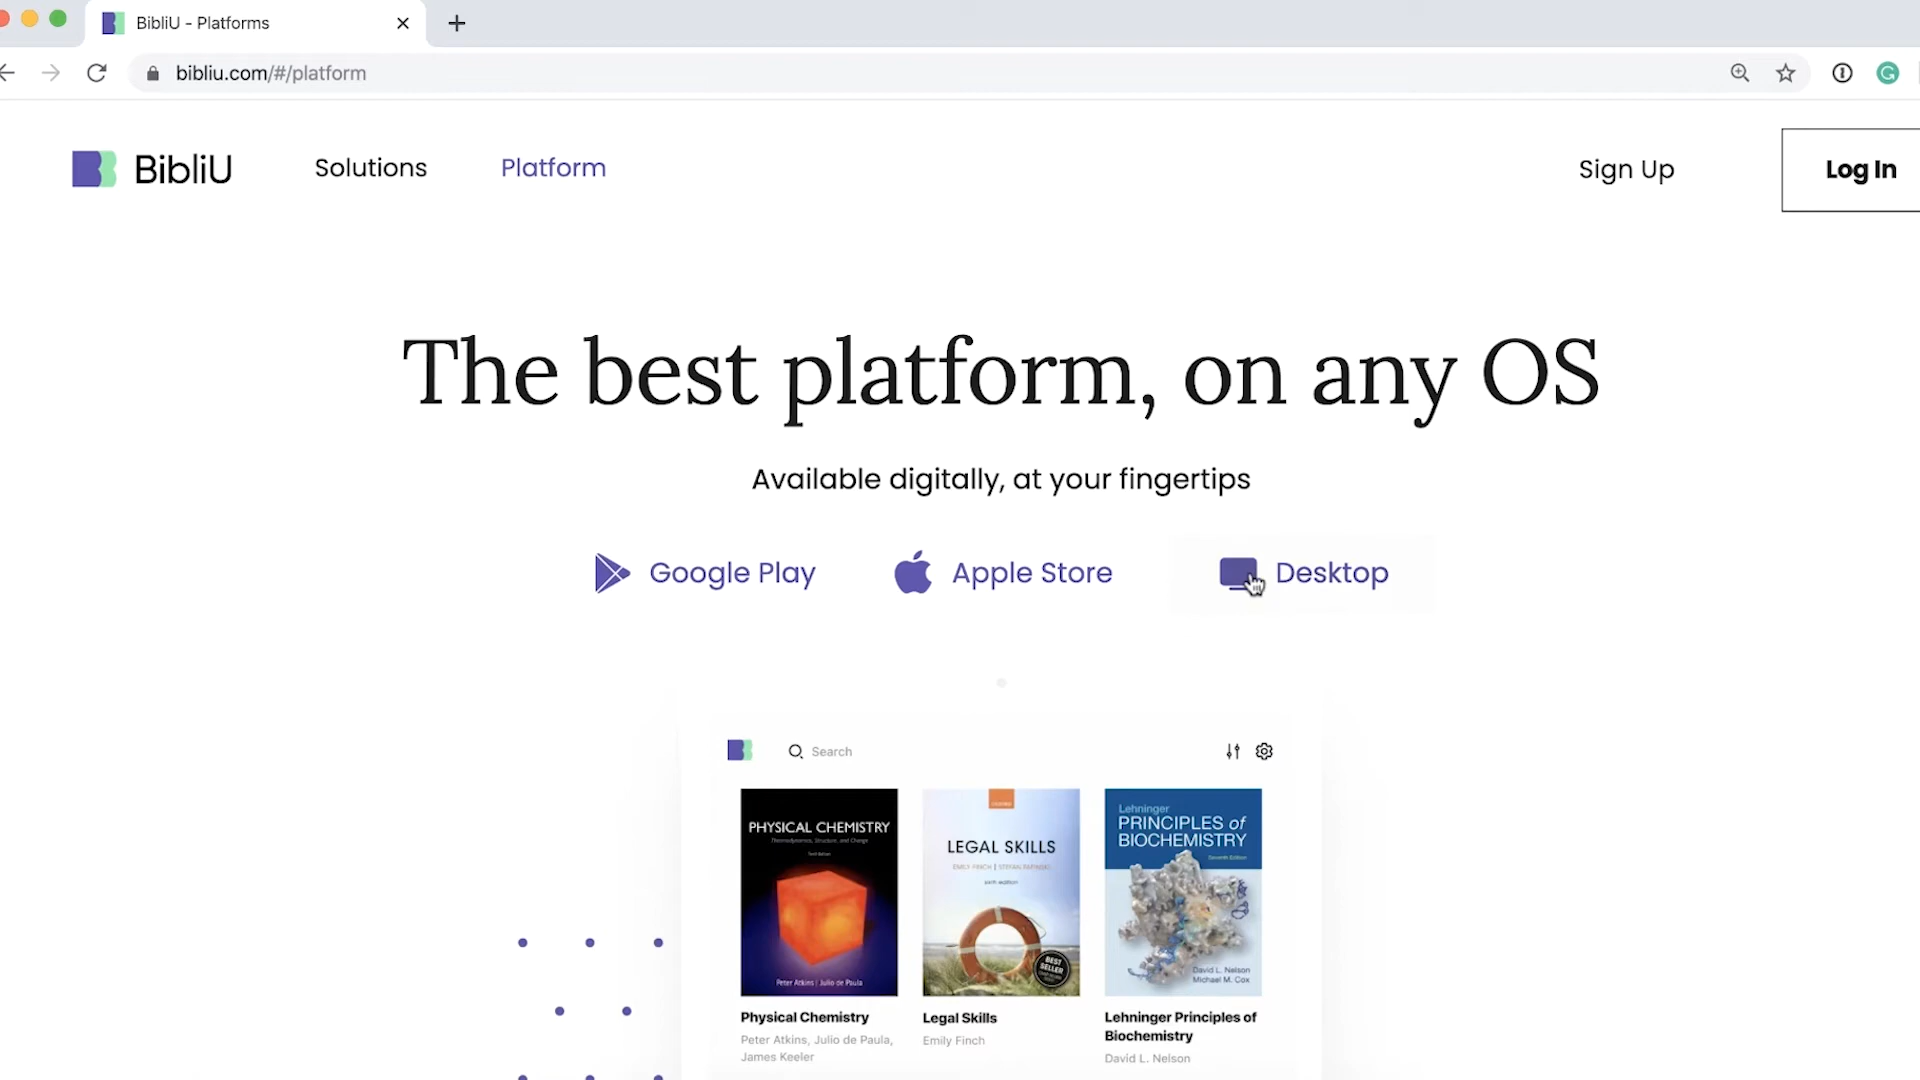 BibliU - Platforms
bibliu.com/#/platform
BibliU
Solutions
Platform
Sign Up
Log In
The best platform, on any OS
Available digitally, at your fingertips
Google Play
Apple Store
Desktop
Search
PHYSICAL CHEMISTRY
Thermodynamics, Structure, and Change
Peter Atkins | Julio de Paula
LEGAL SKILLS
EMILY FINCH | STEFAN FAFINSKI
sixth edition
BEST
SELLER
Lehninger
PRINCIPLES of
BIOCHEMISTRY
Seventh Edition
David L. Nelson
Michael M. Cox
Physical Chemistry
Peter Atkins, Julio de Paula,
James Keeler
Legal Skills
Emily Finch
Lehninger Principles of
Biochemistry
David L. Nelson